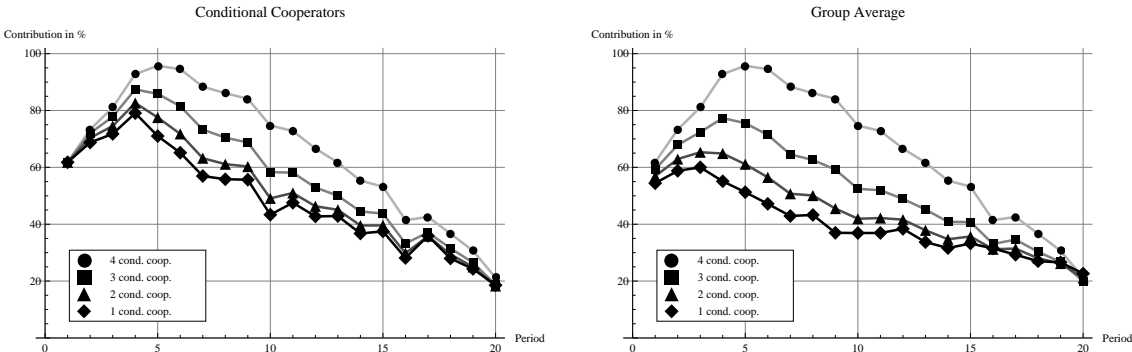 Conditional Cooperators
Contribution in %
100
80
60
40
20
4 cond. coop.
3 cond. coop.
2 cond. coop.
1 cond. coop.
0 5 10 15 20
Period
Group Average
Contribution in %
100
80
60
40
20
4 cond. coop.
3 cond. coop.
2 cond. coop.
1 cond. coop.
0 5 10 15 20
Period